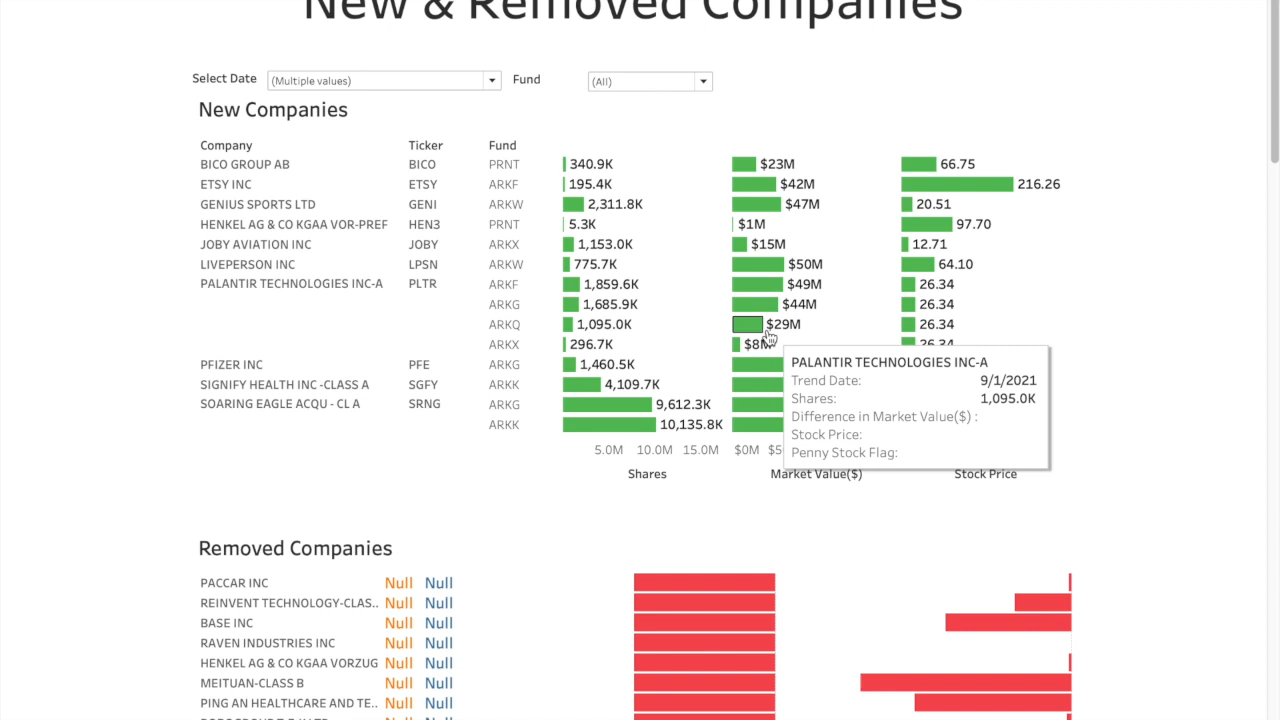 New & Removed Companies
Select Date (Multiple values) Fund (All)
New Companies
Company Ticker Fund
BICO GROUP AB BICO PRNT 340.9K $23M 66.75
ETSY INC ETSY ARKF 195.4K $42M 216.26
GENIUS SPORTS LTD GENI ARKW 2,311.8K $47M 20.51
HENKEL AG & CO KGAA VOR-PREF HEN3 PRNT 5.3K $1M 97.70
JOBY AVIATION INC JOBY ARKX 1,153.0K $15M 12.71
LIVEPERSON INC LPSN ARKW 775.7K $50M 64.10
PALANTIR TECHNOLOGIES INC-A PLTR ARKF 1,859.6K $49M 26.34
ARKG 1,685.9K $44M 26.34
ARKQ 1,095.0K $29M 26.34
ARKX 296.7K $8M 26.34
PFIZER INC PFE ARKG 1,460.5K
SIGNIFY HEALTH INC -CLASS A SGFY ARKK 4,109.7K
SOARING EAGLE ACQU - CL A SRNG ARKG 9,612.3K
ARKK 10,135.8K
PALANTIR TECHNOLOGIES INC-A
Trend Date: 9/1/2021
Shares: 1,095.0K
Difference in Market Value($) :
Stock Price:
Penny Stock Flag:
5.0M 10.0M 15.0M $0M
Shares Market Value($) Stock Price
Removed Companies
PACCAR INC Null Null
REINVENT TECHNOLOGY-CLAS.. Null Null
BASE INC Null Null
RAVEN INDUSTRIES INC Null Null
HENKEL AG & CO KGAA VORZUG Null Null
MEITUAN-CLASS B Null Null
PING AN HEALTHCARE AND TE.. Null Null
Null Null